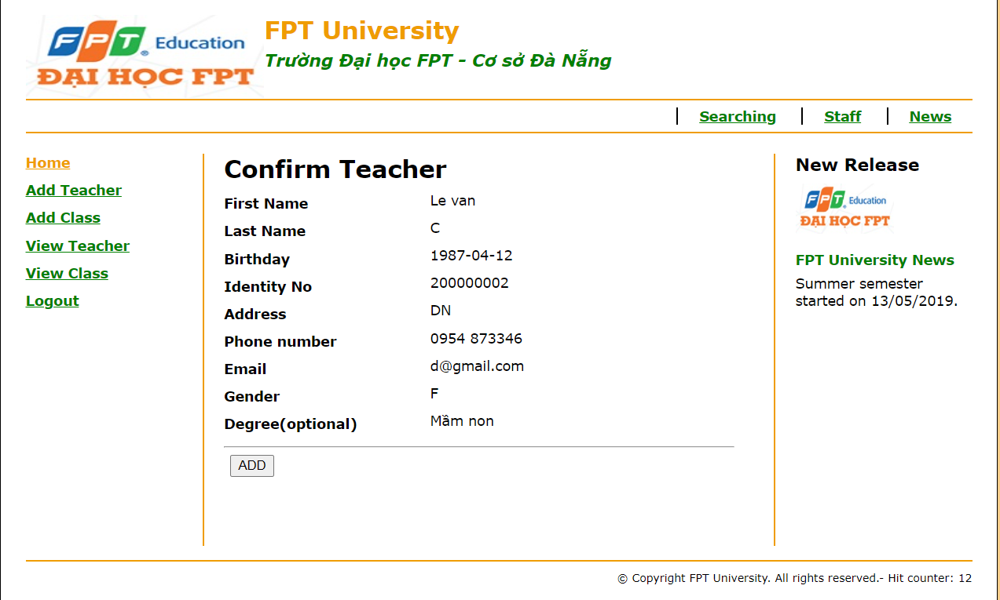 FPT Education
ĐẠI HỌC FPT
FPT University
Trường Đại học FPT - Cơ sở Đà Nẵng
Searching Staff News
Home
Add Teacher
Add Class
View Teacher
View Class
Logout
Confirm Teacher
First Name Le van
Last Name C
Birthday 1987-04-12
Identity No 200000002
Address DN
Phone number 0954 873346
Email d@gmail.com
Gender F
Degree(optional) Mầm non
ADD
New Release
FPT Education
ĐẠI HỌC FPT
FPT University News
Summer semester
started on 13/05/2019.
© Copyright FPT University. All rights reserved.- Hit counter: 12